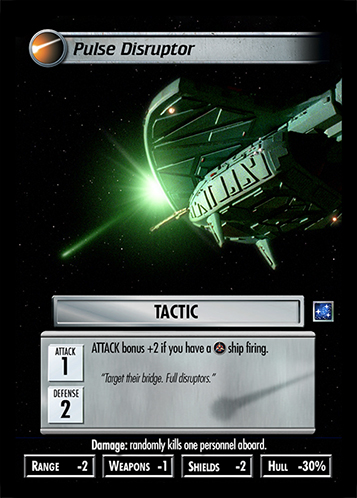 Pulse Disruptor
TACTIC
ATTACK
1
ATTACK bonus +2 if you have a ship firing.
"Target their bridge. Full disruptors."
DEFENSE
2
Damage: randomly kills one personnel aboard.
RANGE -2 WEAPONS -1 SHIELDS -2 HULL -30%